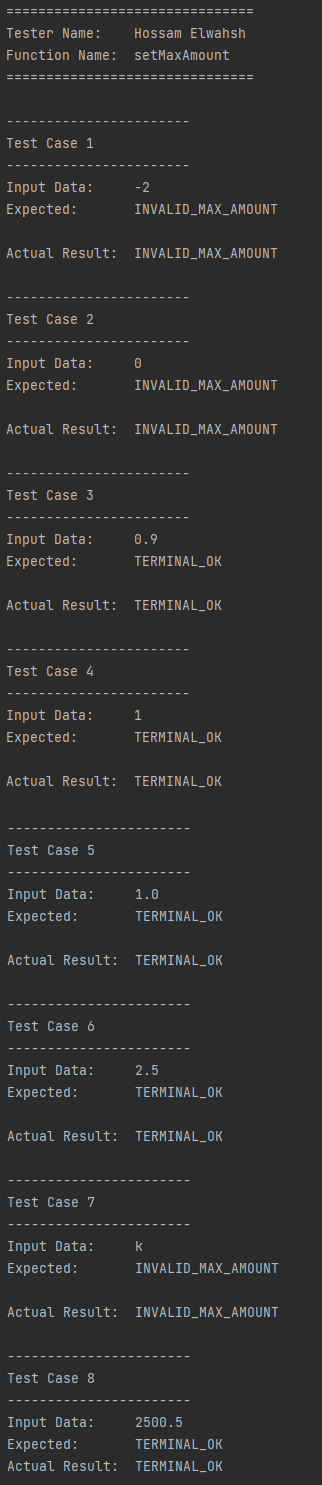 ===============================
Tester Name:    Hossam Elwahsh
Function Name:  setMaxAmount
===============================
-----------------------
Test Case 1
-----------------------
Input Data:     -2
Expected:       INVALID_MAX_AMOUNT
Actual Result:  INVALID_MAX_AMOUNT
-----------------------
Test Case 2
-----------------------
Input Data:     0
Expected:       INVALID_MAX_AMOUNT
Actual Result:  INVALID_MAX_AMOUNT
-----------------------
Test Case 3
-----------------------
Input Data:     0.9
Expected:       TERMINAL_OK
Actual Result:  TERMINAL_OK
-----------------------
Test Case 4
-----------------------
Input Data:     1
Expected:       TERMINAL_OK
Actual Result:  TERMINAL_OK
-----------------------
Test Case 5
-----------------------
Input Data:     1.0
Expected:       TERMINAL_OK
Actual Result:  TERMINAL_OK
-----------------------
Test Case 6
-----------------------
Input Data:     2.5
Expected:       TERMINAL_OK
Actual Result:  TERMINAL_OK
-----------------------
Test Case 7
-----------------------
Input Data:     k
Expected:       INVALID_MAX_AMOUNT
Actual Result:  INVALID_MAX_AMOUNT
-----------------------
Test Case 8
-----------------------
Input Data:     2500.5
Expected:       TERMINAL_OK
Actual Result:  TERMINAL_OK